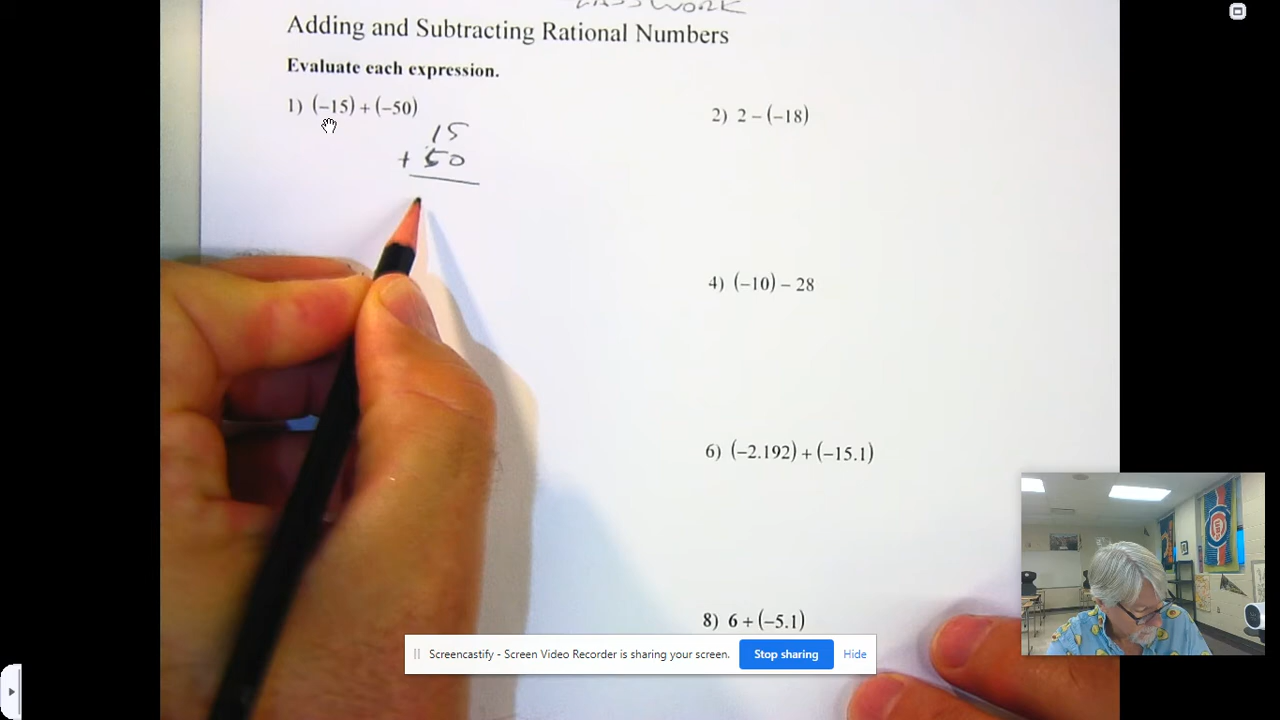 Adding and Subtracting Rational Numbers
Evaluate each expression.
1) (−15) + (−50)
15
+ 50
2) 2 − (−18)
4) (−10) − 28
6) (−2.192) + (−15.1)
8) 6 + (−5.1)
Screencastify - Screen Video Recorder is sharing your screen.
Stop sharing
Hide